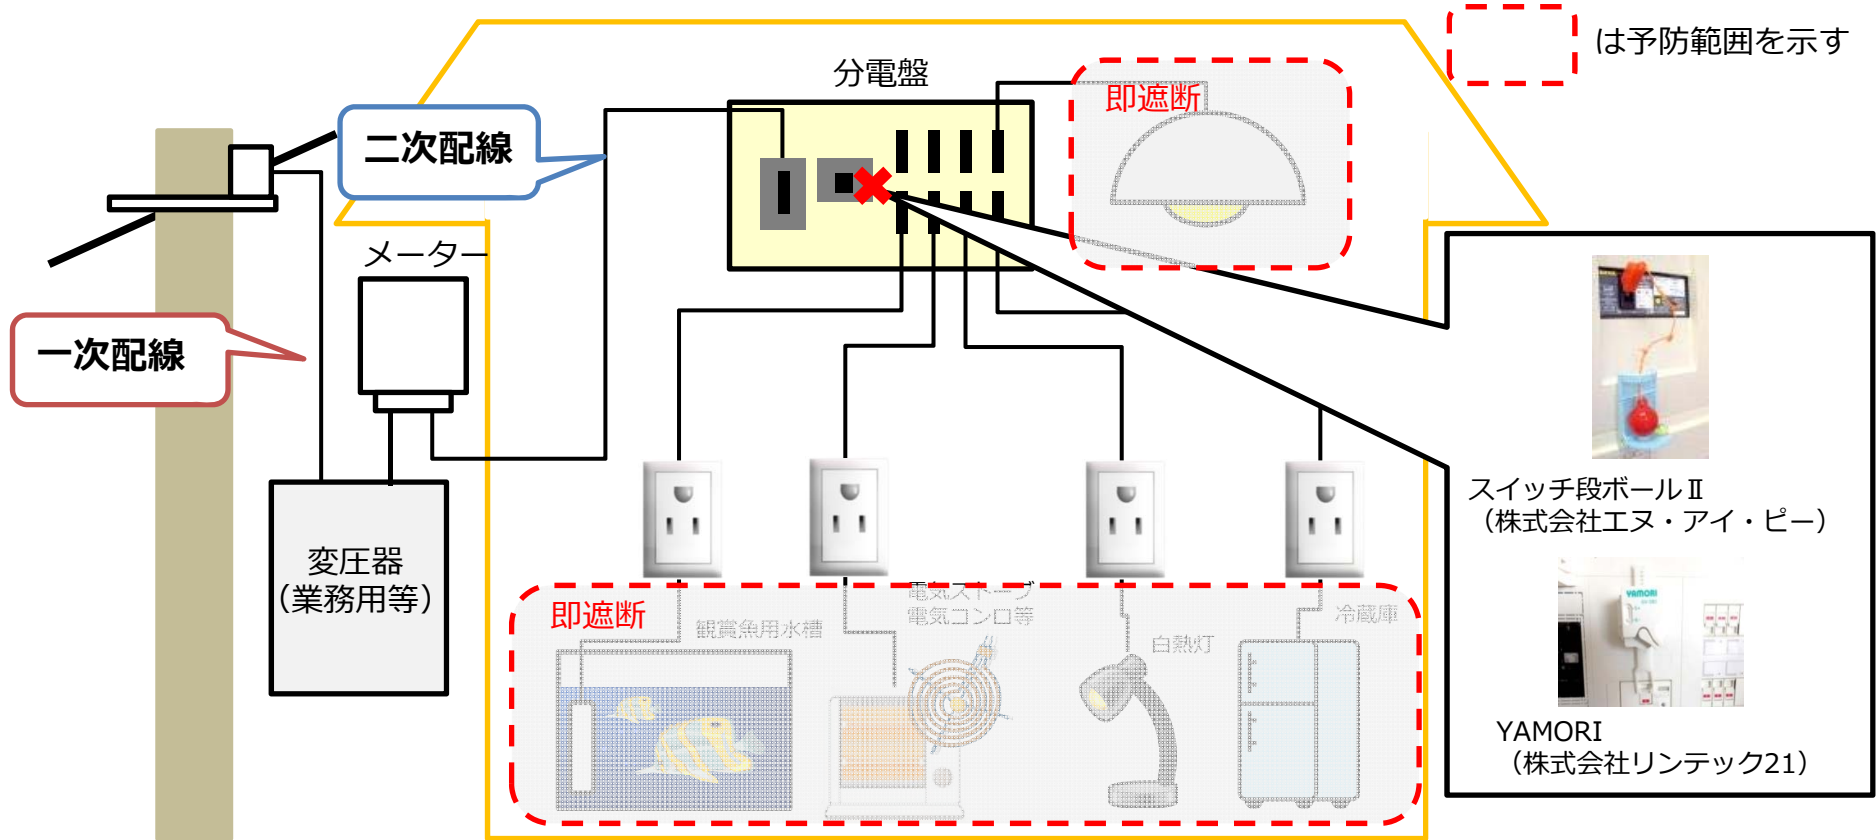 は予防範囲を示す
分電盤
即遮断
二次配線
メーター
一次配線
変圧器
（業務用等）
スイッチ段ボールⅡ
（株式会社エヌ・アイ・ピー）
YAMORI
YAMORI
（株式会社リンテック21）
即遮断
観賞魚用水槽
電気ストーブ
電気コンロ等
白熱灯
冷蔵庫